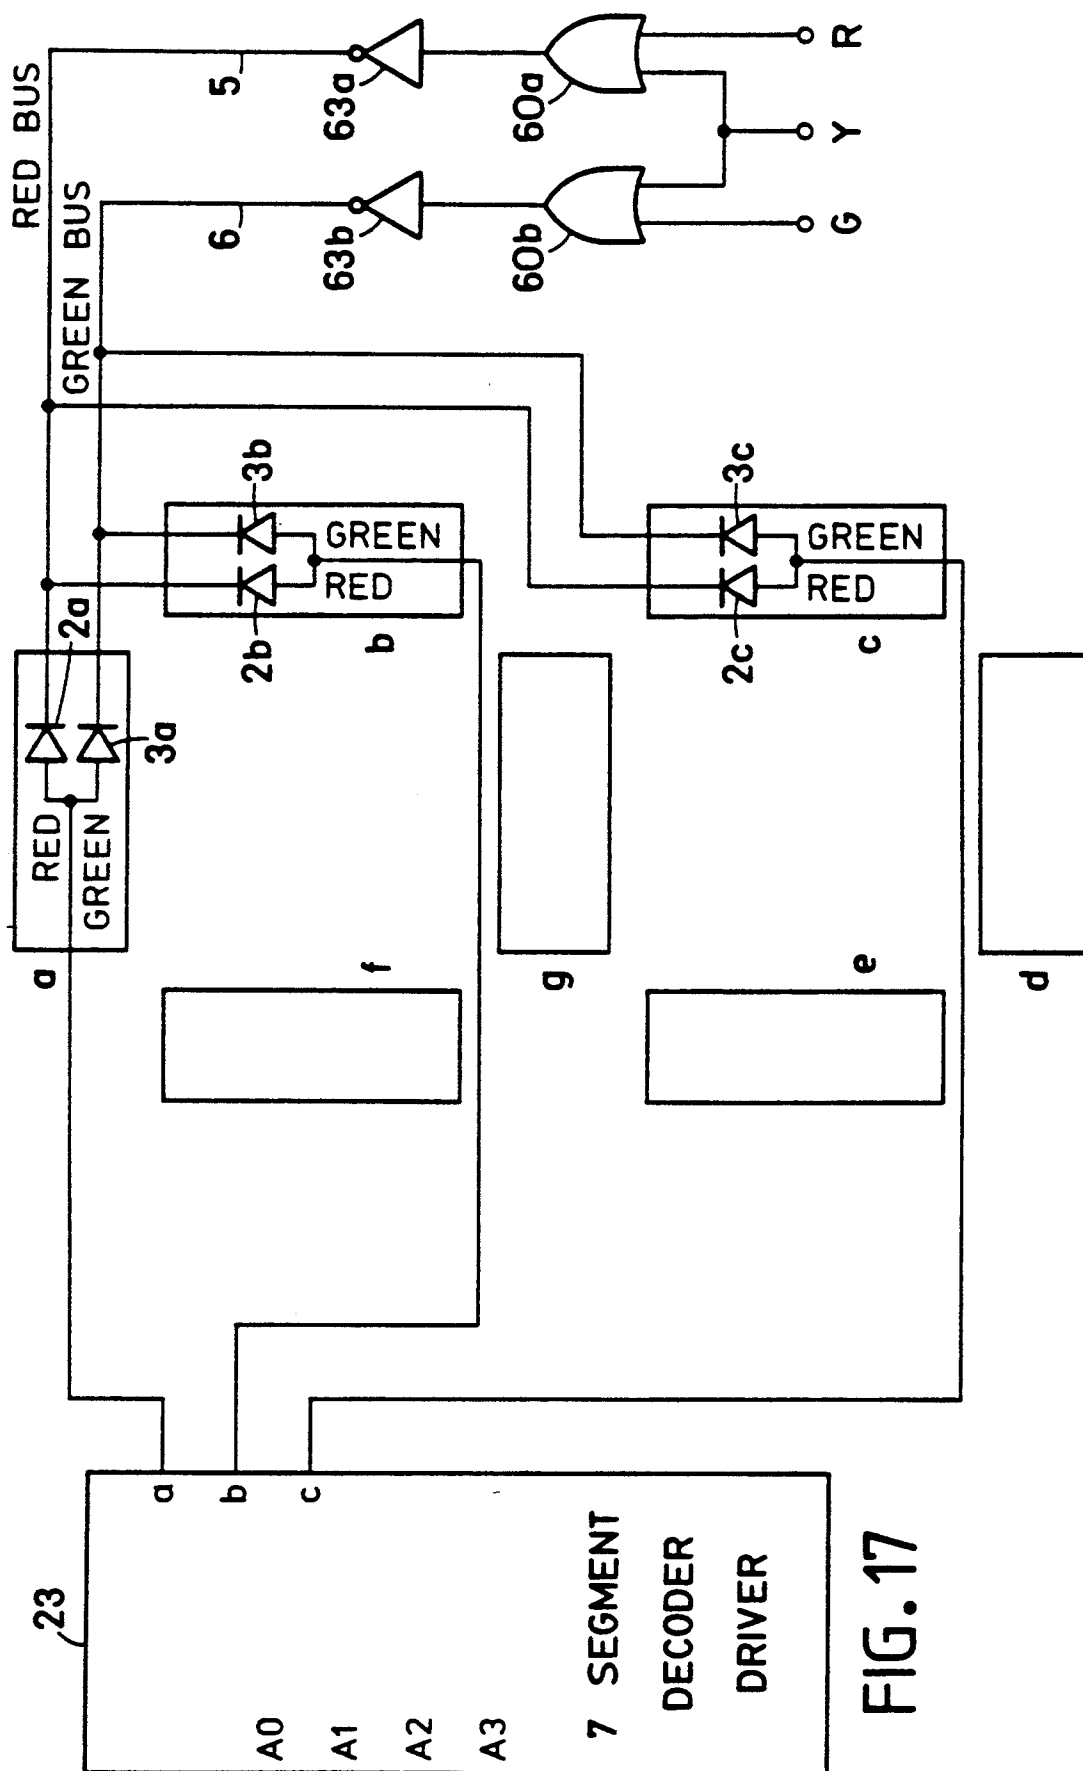 23
A0
A1
A2
A3
7 SEGMENT
DECODER
DRIVER
a
b
c
a
RED
GREEN
2a
3a
f
b
2b
3b
RED
GREEN
g
e
c
2c
3c
RED
GREEN
d
RED BUS
GREEN BUS
5
6
63a
63b
60a
60b
R
Y
G
FIG. 17